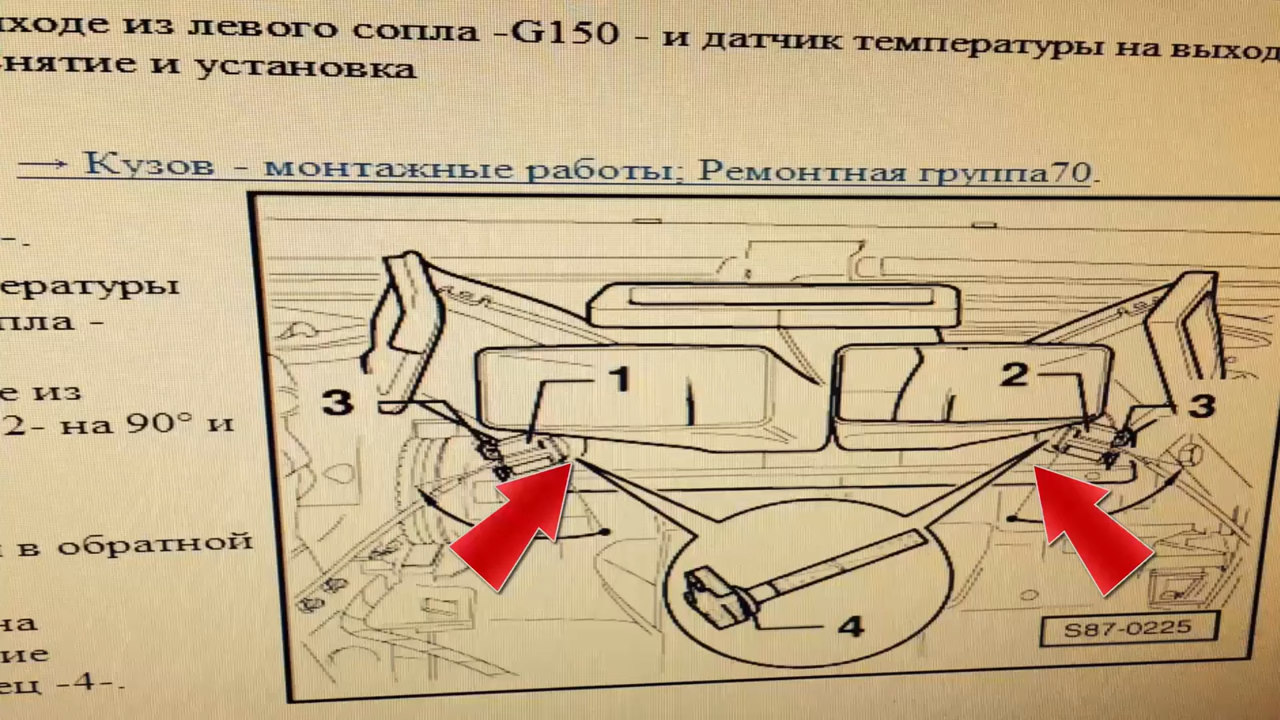 ходе из левого сопла -G150 - и датчик температуры на выход
нятие и установка
→ Кузов - монтажные работы; Ремонтная группа70.
-.
ературы
пла -
е из
2- на 90° и
в обратной
на
ие
ец -4-.
1
2
3
3
4
S87-0225